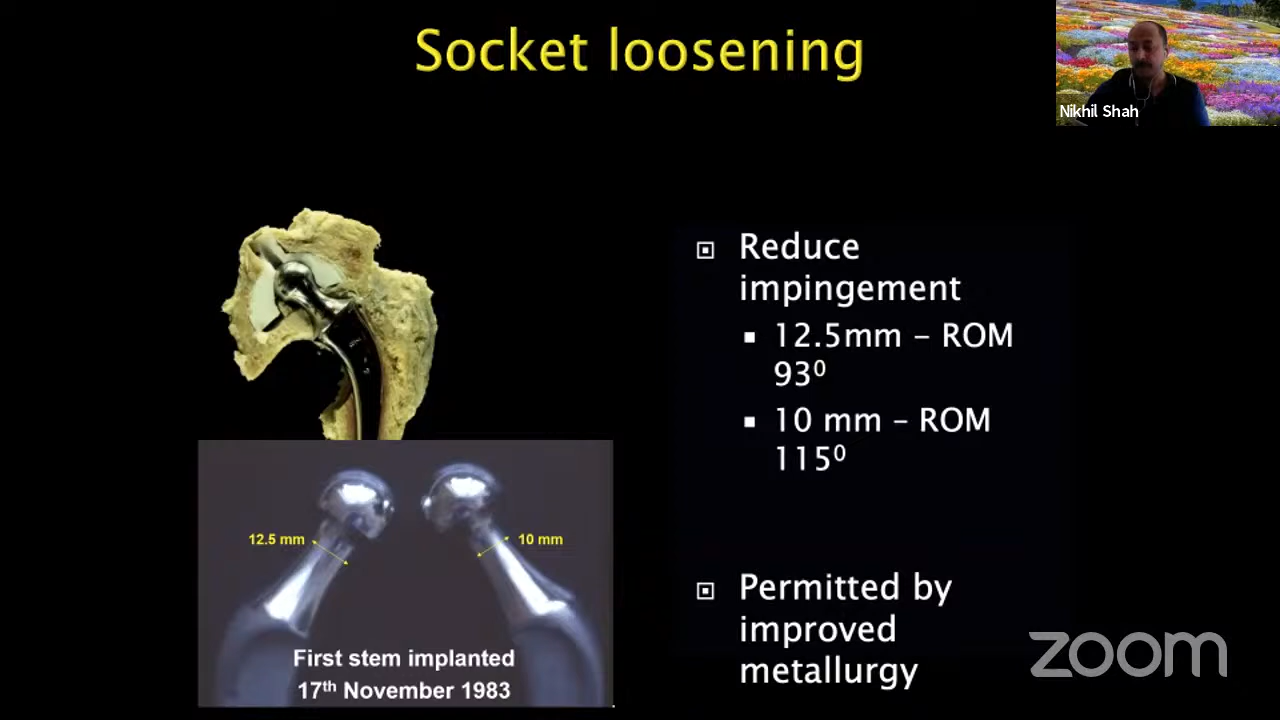 Socket loosening
Nikhil Shah
▣ Reduce
impingement
▪ 12.5mm – ROM
93⁰
▪ 10 mm – ROM
115⁰
12.5 mm
10 mm
First stem implanted
17th November 1983
▣ Permitted by
improved
metallurgy
zoom